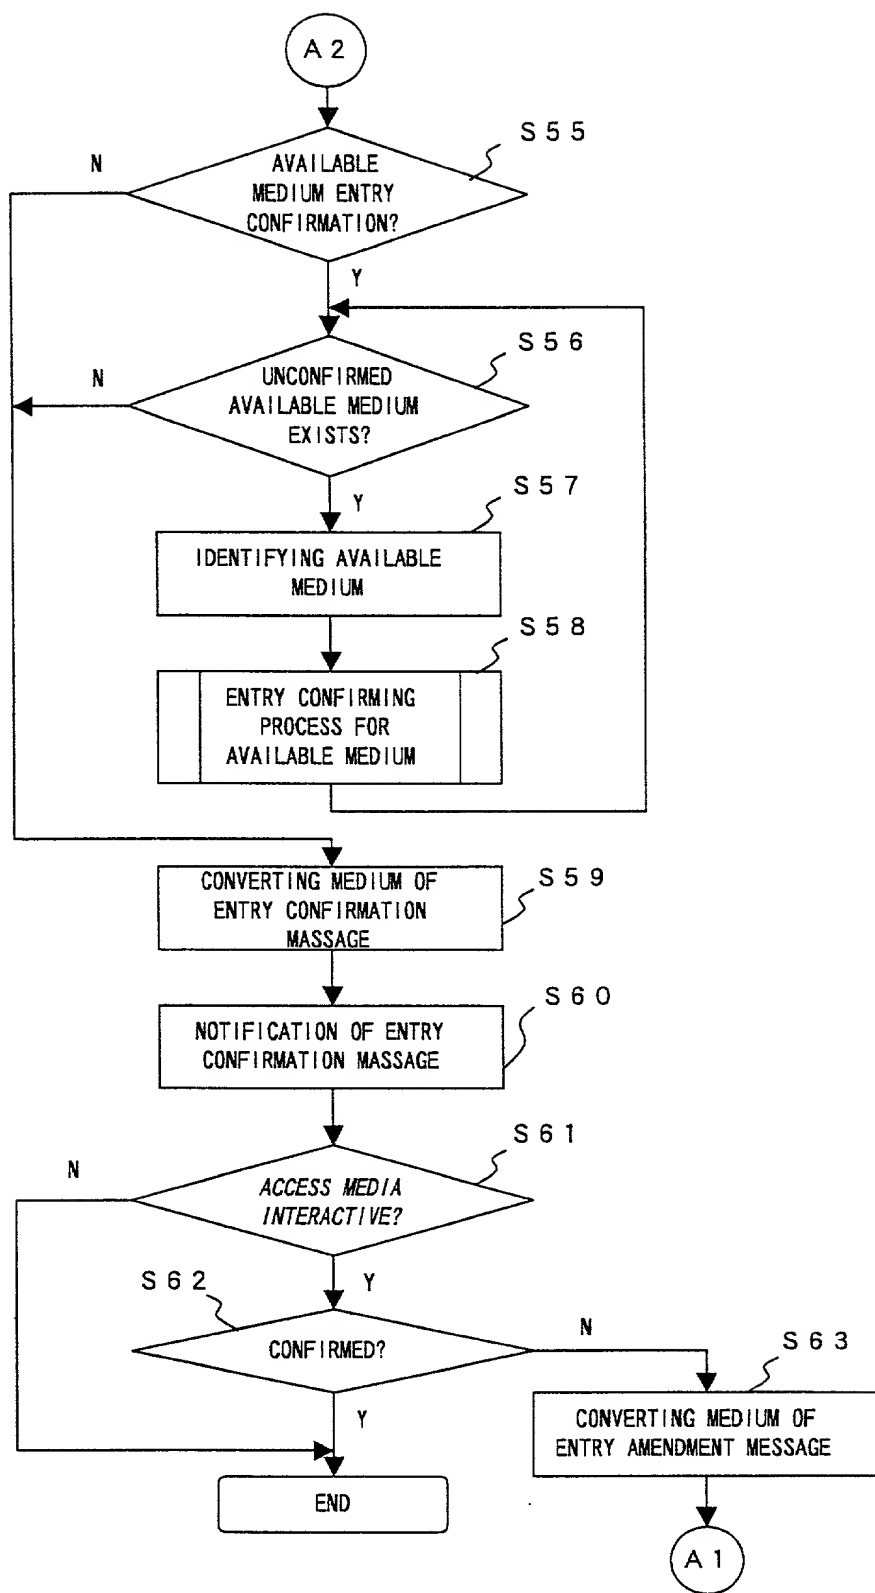 A2
S55
N
AVAILABLE
MEDIUM ENTRY
CONFIRMATION?
Y
S56
N
UNCONFIRMED
AVAILABLE MEDIUM
EXISTS?
S57
Y
IDENTIFYING AVAILABLE
MEDIUM
S58
ENTRY CONFIRMING
PROCESS FOR
AVAILABLE MEDIUM
S59
CONVERTING MEDIUM OF
ENTRY CONFIRMATION
MASSAGE
S60
NOTIFICATION OF ENTRY
CONFIRMATION MASSAGE
S61
N
ACCESS MEDIA
INTERACTIVE?
S62
Y
CONFIRMED?
N
S63
Y
CONVERTING MEDIUM OF
ENTRY AMENDMENT MESSAGE
END
A1